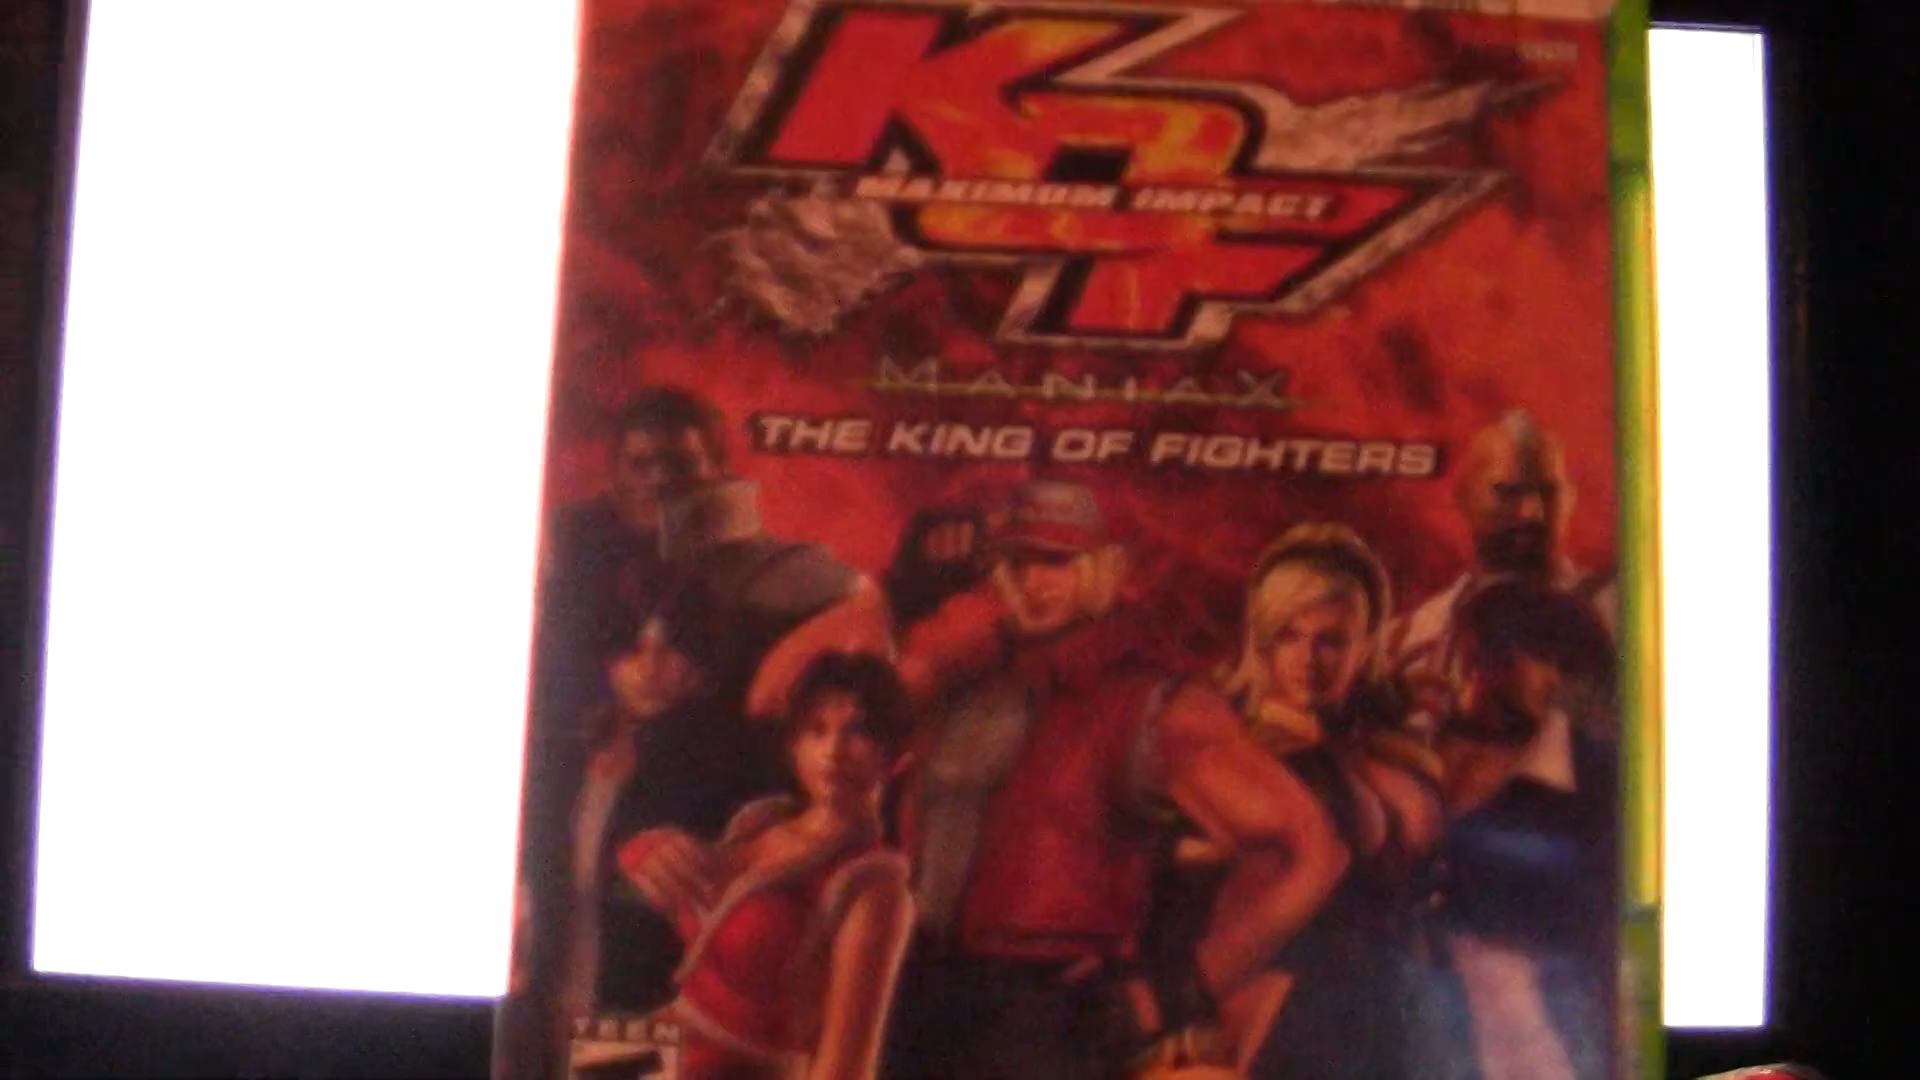 KOF
MAXIMUM IMPACT
MANIAX
THE KING OF FIGHTERS
TEEN
T